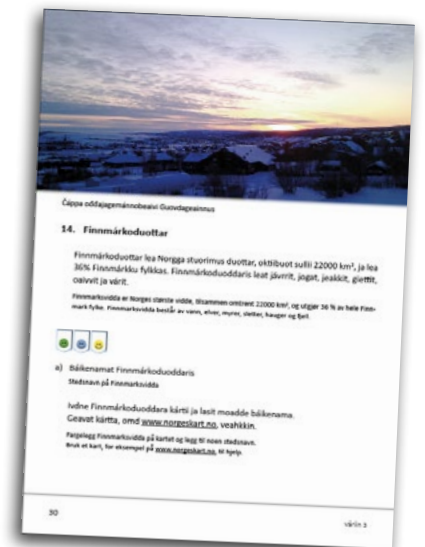 Čáppa ođđajagemánnobeaivi Guovdageainnus
14. Finnmárkoduottar
Finnmárkoduottar lea Norgga stuorimus duottar, oktiibuot sullii 22000 km², ja lea
36% Finnmárkku fylkkas. Finnmárkoduoddaris leat jávrrit, jogat, jeakkit, giettit,
oaivvit ja várit.
Finnmarksvidda er Norges største vidde, tilsammen omtrent 22000 km², og utgjør 36 % av hele Finn-
mark fylke. Finnmarksvidda består av vann, elver, myrer, sletter, hauger og fjell.
a) Báikenamat Finnmárkoduoddaris
Stedsnavn på Finnmarksvidda
Ivdne Finnmárkoduoddara kártii ja lasit moadde báikenama.
Geavat kártta, omd www.norgeskart.no, veahkkin.
Fargelegg Finnmarksvidda på kartet og legg til noen stedsnavn.
Bruk et kart, for eksempel på www.norgeskart.no, til hjelp.
30
váriin 3